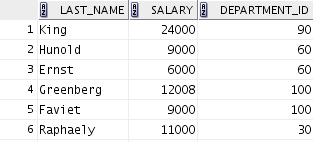 LAST_NAME SALARY DEPARTMENT_ID
1 King 24000 90
2 Hunold 9000 60
3 Ernst 6000 60
4 Greenberg 12008 100
5 Faviet 9000 100
6 Raphaely 11000 30